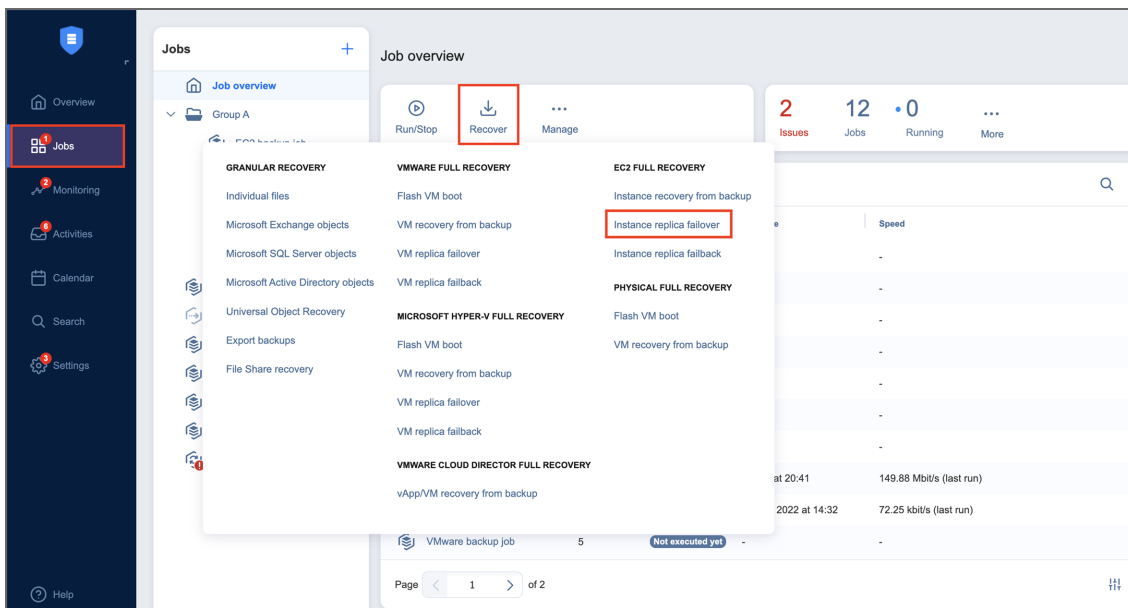 Overview
1
Jobs
2
Monitoring
6
Activities
Calendar
Search
3
Settings
Help
Jobs
+
Job overview
Group A
EC2 backup job
Job overview
Run/Stop
Recover
Manage
2
Issues
12
Jobs
0
Running
More
GRANULAR RECOVERY
Individual files
Microsoft Exchange objects
Microsoft SQL Server objects
Microsoft Active Directory objects
Universal Object Recovery
Export backups
File Share recovery
VMWARE FULL RECOVERY
Flash VM boot
VM recovery from backup
VM replica failover
VM replica failback
MICROSOFT HYPER-V FULL RECOVERY
Flash VM boot
VM recovery from backup
VM replica failover
VM replica failback
VMWARE CLOUD DIRECTOR FULL RECOVERY
vApp/VM recovery from backup
EC2 FULL RECOVERY
Instance recovery from backup
Instance replica failover
Instance replica failback
PHYSICAL FULL RECOVERY
Flash VM boot
VM recovery from backup
e
Speed
-
-
-
-
-
-
-
at 20:41
149.88 Mbit/s (last run)
2022 at 14:32
72.25 kbit/s (last run)
VMware backup job
5
Not executed yet
-
-
Page
1
of 2